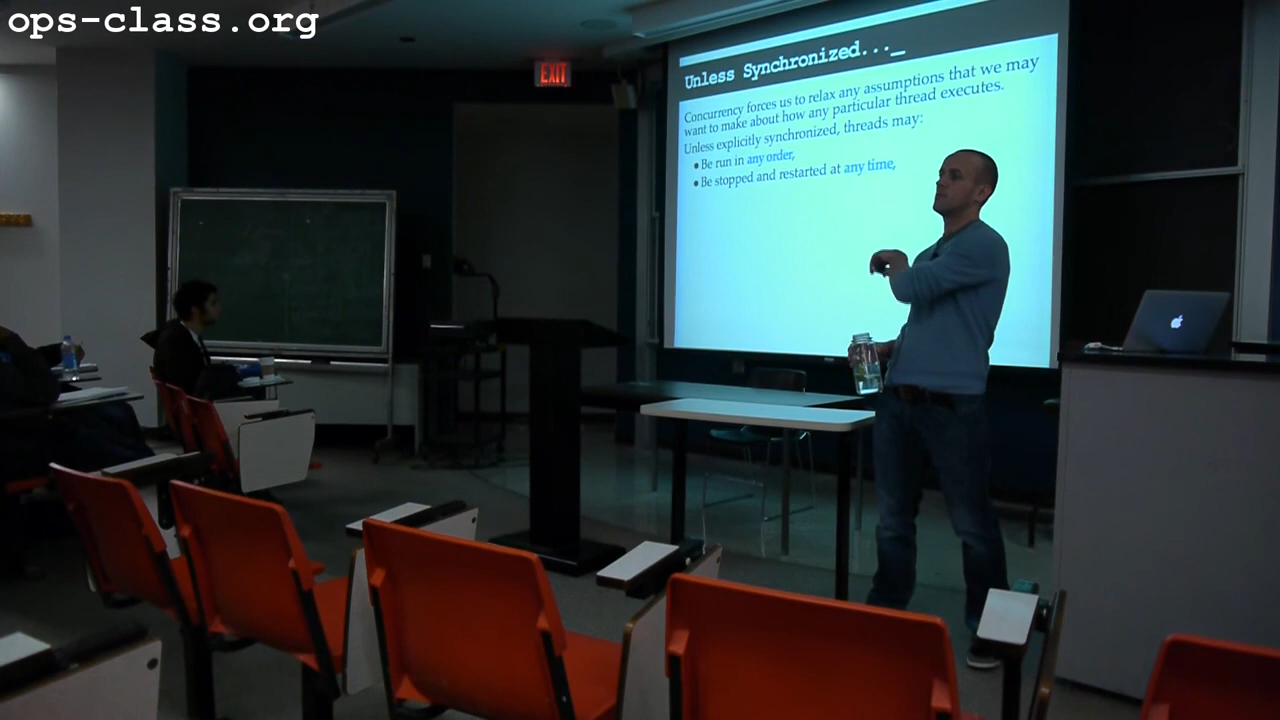 ops-class.org
EXIT
Unless Synchronized..._
Concurrency forces us to relax any assumptions that we may
want to make about how any particular thread executes.
Unless explicitly synchronized, threads may:
• Be run in any order,
• Be stopped and restarted at any time,